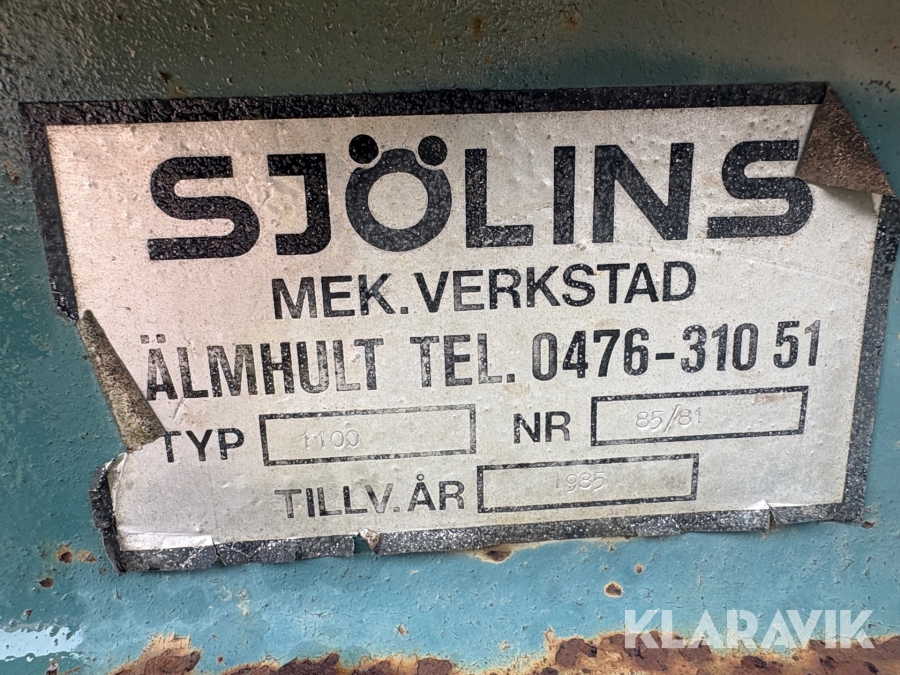 SJÖLINS
MEK. VERKSTAD
ÄLMHULT TEL. 0476-310 51
TYP 1100 NR 85/81
TILLV. ÅR 1985
KLARAVIK